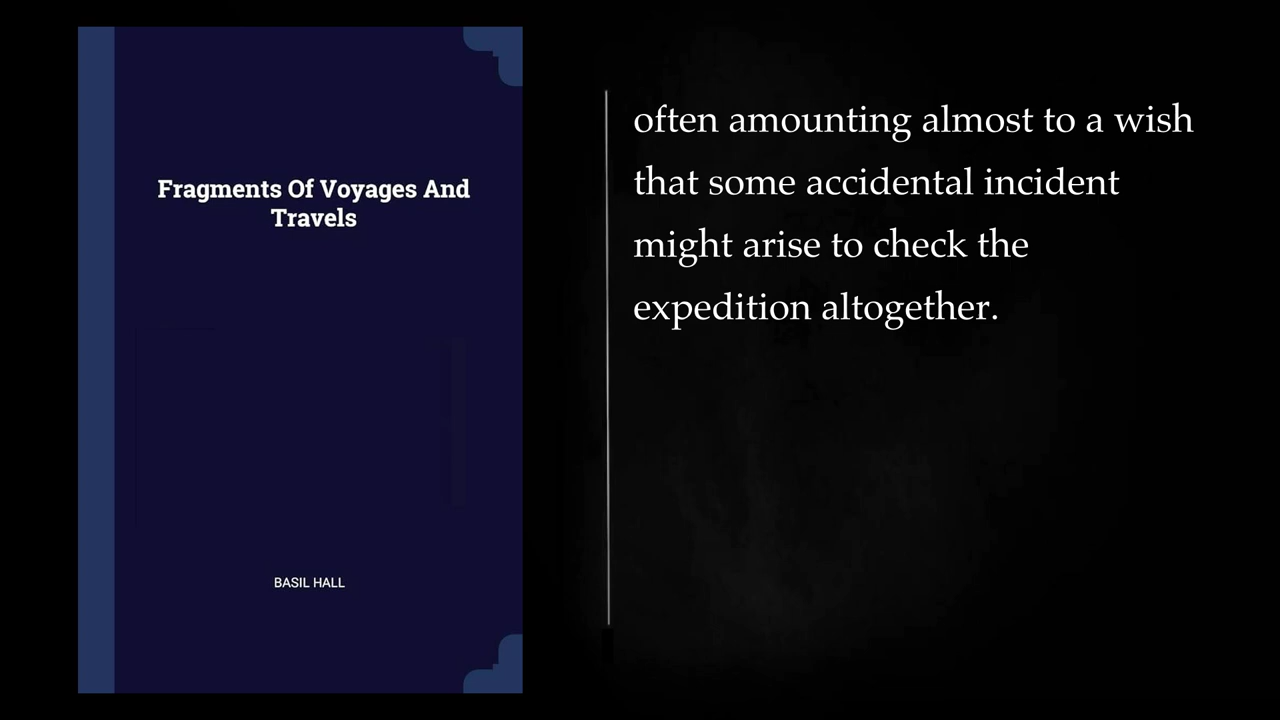 Fragments Of Voyages And
Travels
BASIL HALL
often amounting almost to a wish
that some accidental incident
might arise to check the
expedition altogether.